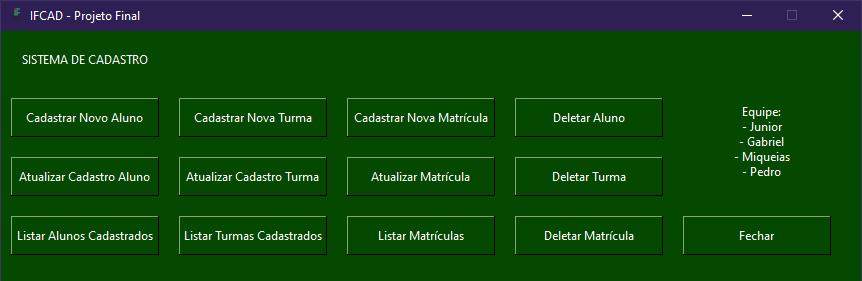 IFCAD - Projeto Final
SISTEMA DE CADASTRO
Cadastrar Novo Aluno
Cadastrar Nova Turma
Cadastrar Nova Matrícula
Deletar Aluno
Atualizar Cadastro Aluno
Atualizar Cadastro Turma
Atualizar Matrícula
Deletar Turma
Listar Alunos Cadastrados
Listar Turmas Cadastrados
Listar Matrículas
Deletar Matrícula
Equipe:
- Junior
- Gabriel
- Miqueias
- Pedro
Fechar